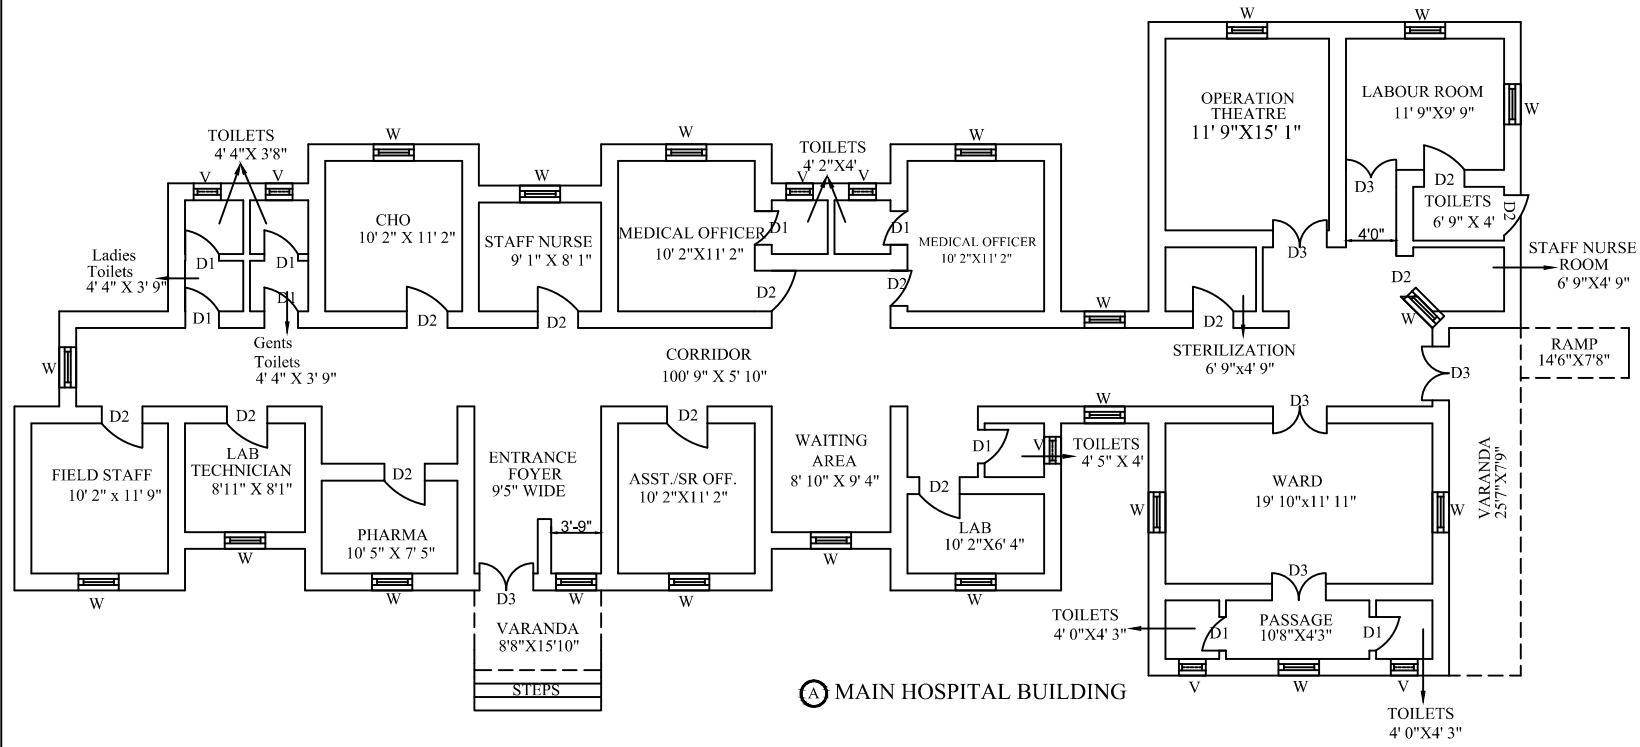 W
W
OPERATION
THEATRE
11' 9"X15' 1"
LABOUR ROOM
11' 9"X9' 9"
W
TOILETS
4' 4"X 3'8"
W
W
TOILETS
4' 2"X4'
W
V
V
W
V
V
D3
D2
TOILETS
6' 9" X 4'
D2
CHO
10' 2" X 11' 2"
STAFF NURSE
9' 1" X 8' 1"
MEDICAL OFFICER
10' 2"X11' 2"
D1
D1
MEDICAL OFFICER
10' 2"X11' 2"
4'0"
D3
STAFF NURSE
ROOM
6' 9"X4' 9"
Ladies
Toilets
4' 4" X 3' 9"
D1
D1
D1
D1
D2
D2
D2
D2
D2
D2
W
W
Gents
Toilets
4' 4" X 3' 9"
CORRIDOR
100' 9" X 5' 10"
STERILIZATION
6' 9"x4' 9"
RAMP
14'6"X7'8"
W
D3
D2
D2
D2
W
D3
FIELD STAFF
10' 2" x 11' 9"
LAB
TECHNICIAN
8'11" X 8'1"
D2
PHARMA
10' 5" X 7' 5"
ENTRANCE
FOYER
9'5" WIDE
3'-9"
ASST./SR OFF.
10' 2"X11' 2"
WAITING
AREA
8' 10" X 9' 4"
D1
V
TOILETS
4' 5" X 4'
D2
LAB
10' 2"X6' 4"
WARD
19' 10"x11' 11"
W
W
VARANDA
25'7"X7'9"
W
W
W
D3
W
W
W
W
D3
VARANDA
8'8"X15'10"
STEPS
TOILETS
4' 0"X4' 3"
D1
PASSAGE
10'8"X4'3"
D1
V
W
V
A MAIN HOSPITAL BUILDING
TOILETS
4' 0"X4' 3"